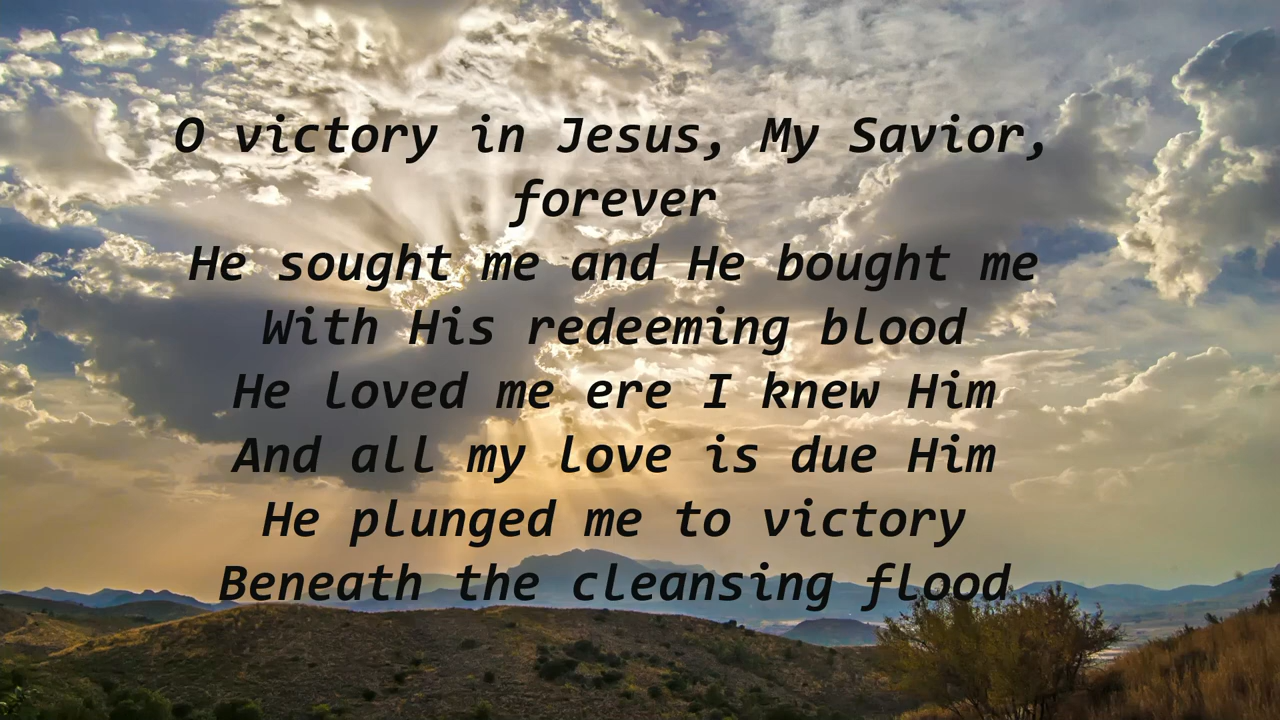 O victory in Jesus, My Savior,
forever
He sought me and He bought me
With His redeeming blood
He loved me ere I knew Him
And all my love is due Him
He plunged me to victory
Beneath the cleansing flood